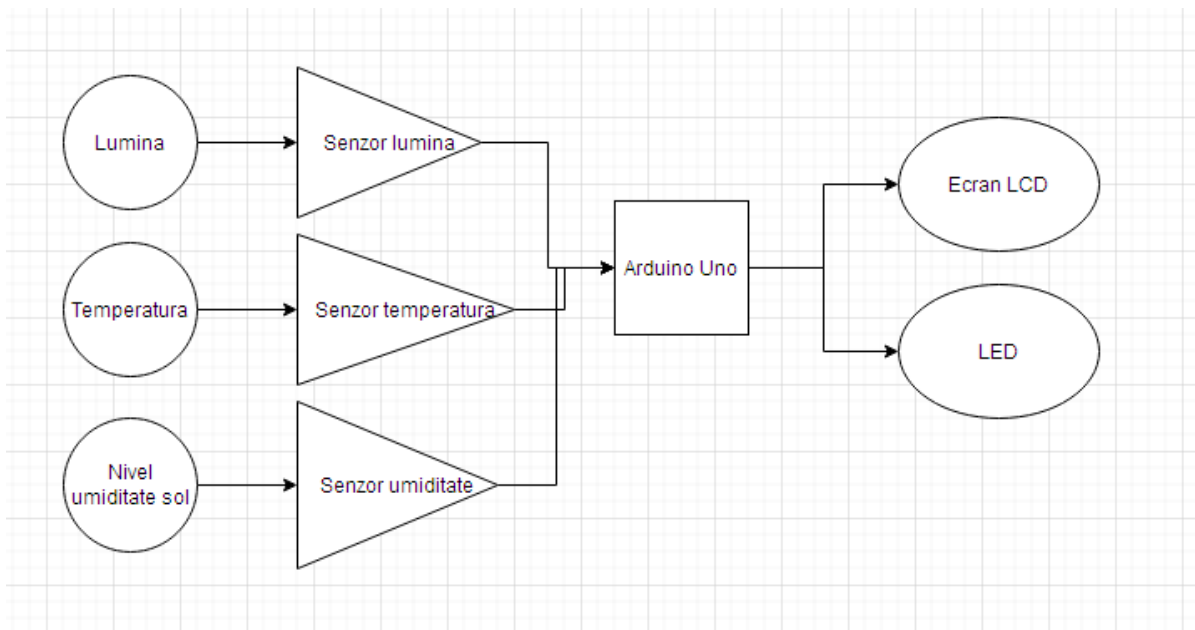 Lumina
Senzor lumina
Temperatura
Senzor temperatura
Nivel
umiditate sol
Senzor umiditate
Arduino Uno
Ecran LCD
LED